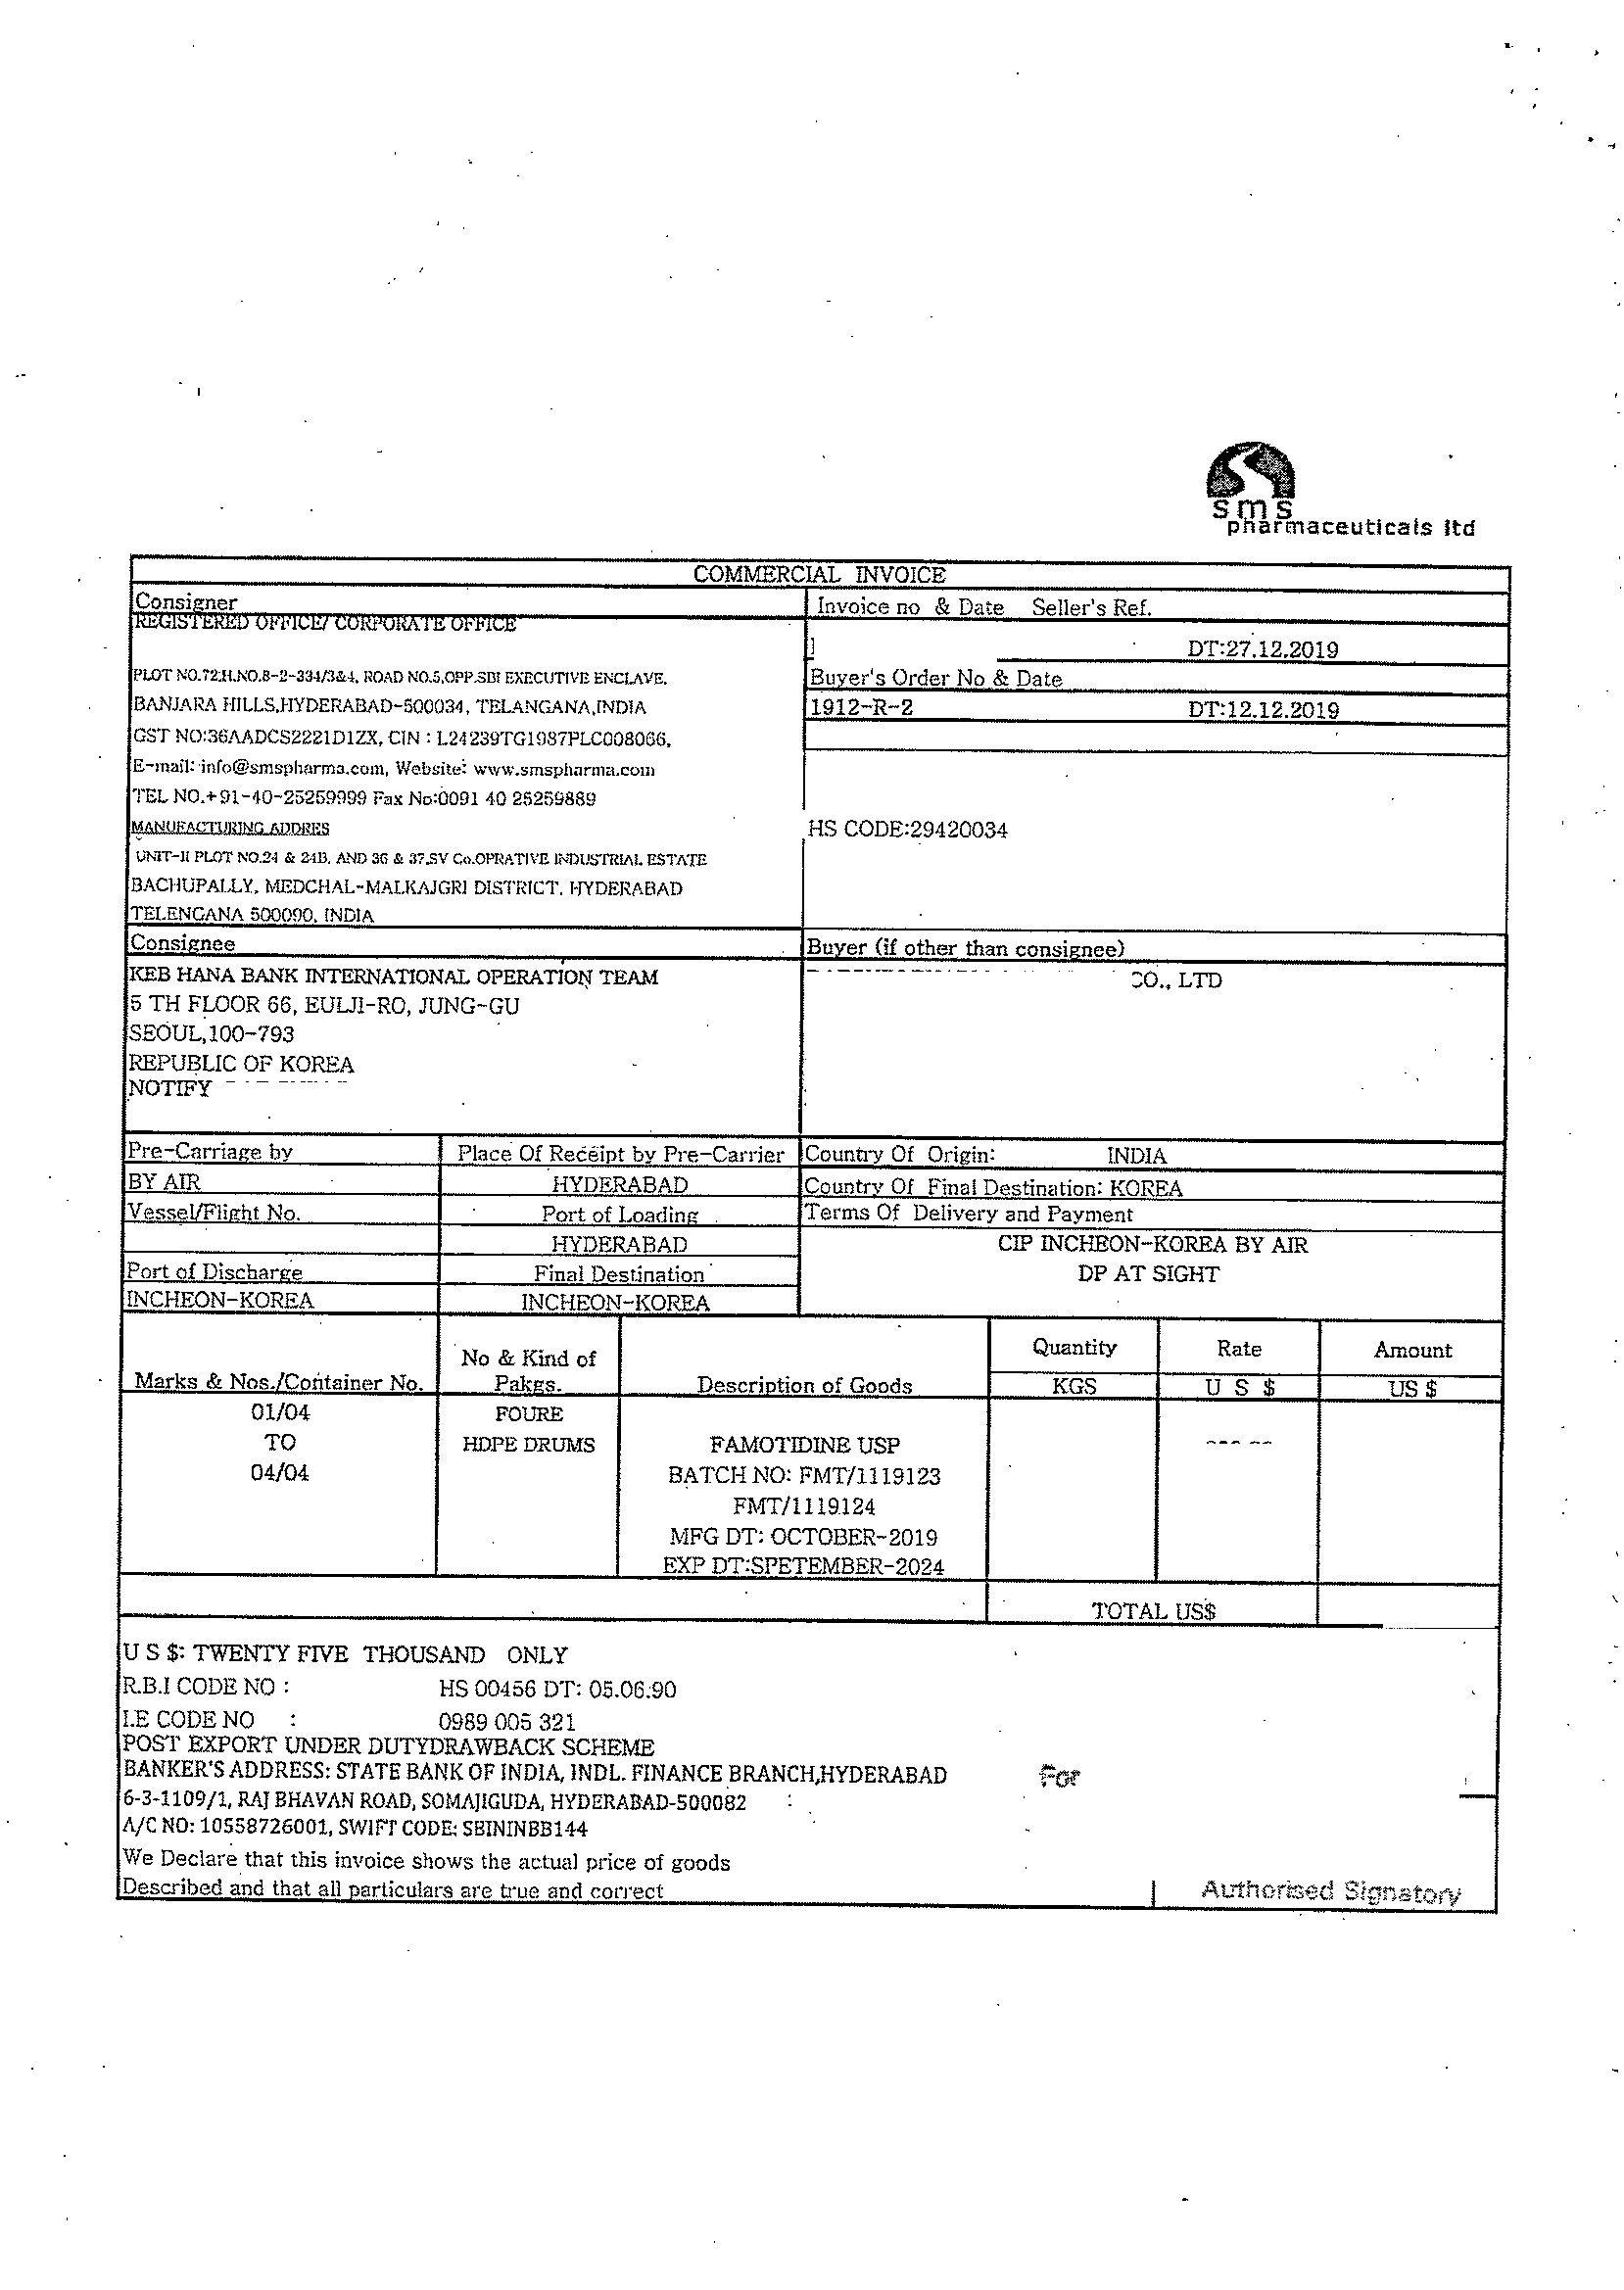 sms
pharmaceuticals ltd
COMMERCIAL INVOICE
Consigner
Invoice no & Date Seller's Ref.
REGISTERED OFFICE/ CORPORATE OFFICE
DT:27.12.2019
PLOT NO.72,H.NO.8-2-334/3&4, ROAD NO.5,OPP.SBI EXECUTIVE ENCLAVE,
Buyer's Order No & Date
BANJARA HILLS,HYDERABAD-500034, TELANGANA,INDIA
1912-R-2 DT:12.12.2019
GST NO:36AADCS2221D1ZX, CIN : L24239TG1987PLC008066,
E-mail: info@smspharma.com, Website: www.smspharma.com
TEL NO.+91-40-25259999 Fax No:0091 40 25259889
MANUFACTURING ADDRES
HS CODE:29420034
UNIT-II PLOT NO.24 & 24B, AND 36 & 37,SV Co.OPRATIVE INDUSTRIAL ESTATE
BACHUPALLY, MEDCHAL-MALKAJGRI DISTRICT, HYDERABAD
TELENGANA 500090, INDIA
Consignee
Buyer (if other than consignee)
KEB HANA BANK INTERNATIONAL OPERATION TEAM
CO., LTD
5 TH FLOOR 66, EULJI-RO, JUNG-GU
SEOUL,100-793
REPUBLIC OF KOREA
NOTIFY
Pre-Carriage by Place Of Receipt by Pre-Carrier Country Of Origin: INDIA
BY AIR HYDERABAD Country Of Final Destination: KOREA
Vessel/Flight No. Port of Loading Terms Of Delivery and Payment
HYDERABAD CIP INCHEON-KOREA BY AIR
Port of Discharge Final Destination DP AT SIGHT
INCHEON-KOREA INCHEON-KOREA
Quantity Rate Amount
No & Kind of
Marks & Nos./Container No. Pakgs. Description of Goods KGS U S $ US $
01/04 FOURE
TO HDPE DRUMS FAMOTIDINE USP
04/04 BATCH NO: FMT/1119123
FMT/1119124
MFG DT: OCTOBER-2019
EXP DT:SPETEMBER-2024
TOTAL US$
U S $: TWENTY FIVE THOUSAND ONLY
R.B.I CODE NO : HS 00456 DT: 05.06.90
I.E CODE NO : 0989 005 321
POST EXPORT UNDER DUTYDRAWBACK SCHEME
BANKER'S ADDRESS: STATE BANK OF INDIA, INDL. FINANCE BRANCH,HYDERABAD
For
6-3-1109/1, RAJ BHAVAN ROAD, SOMAJIGUDA, HYDERABAD-500082 :
A/C NO: 10558726001, SWIFT CODE: SBININBB144
We Declare that this invoice shows the actual price of goods
Described and that all particulars are true and correct
Authorised Signatory